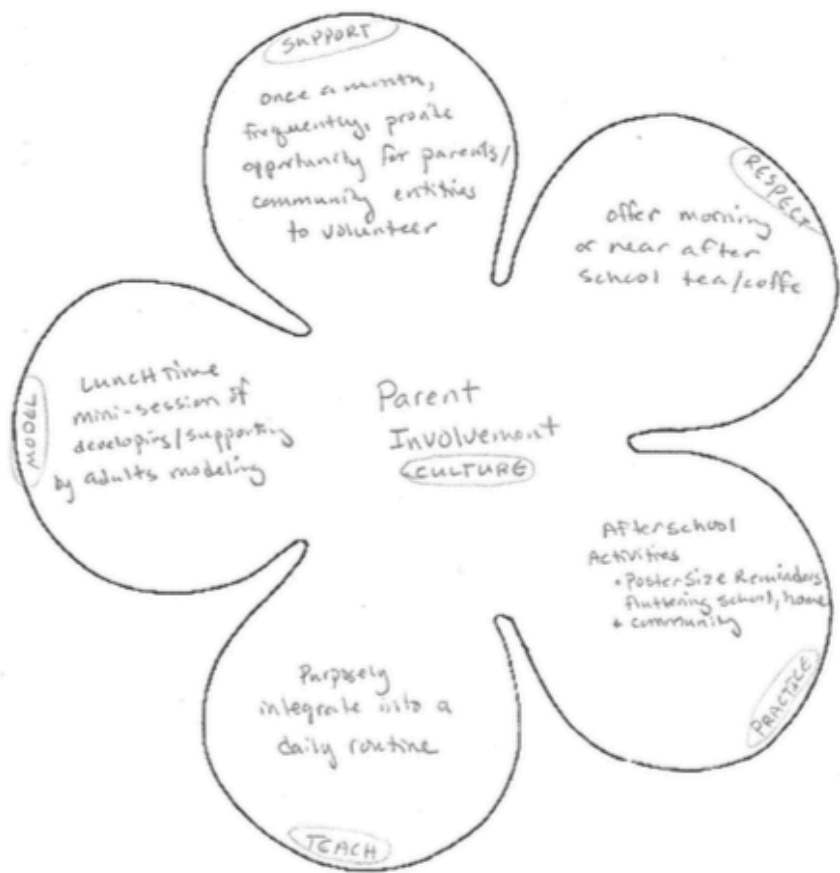 SUPPORT
once a month,
frequently, provide
opportunity for parents/
community entities
to volunteer
RESPECT
offer morning
or near after
school tea/coffe
MODEL
LUNCHTime
mini-session of
developing/supporting
by adults modeling
Parent
Involvement
CULTURE
Afterschool
Activities
• Poster Size Reminders
fluttering school, home
+ community
PRACTICE
Purposely
integrate into a
daily routine
TEACH